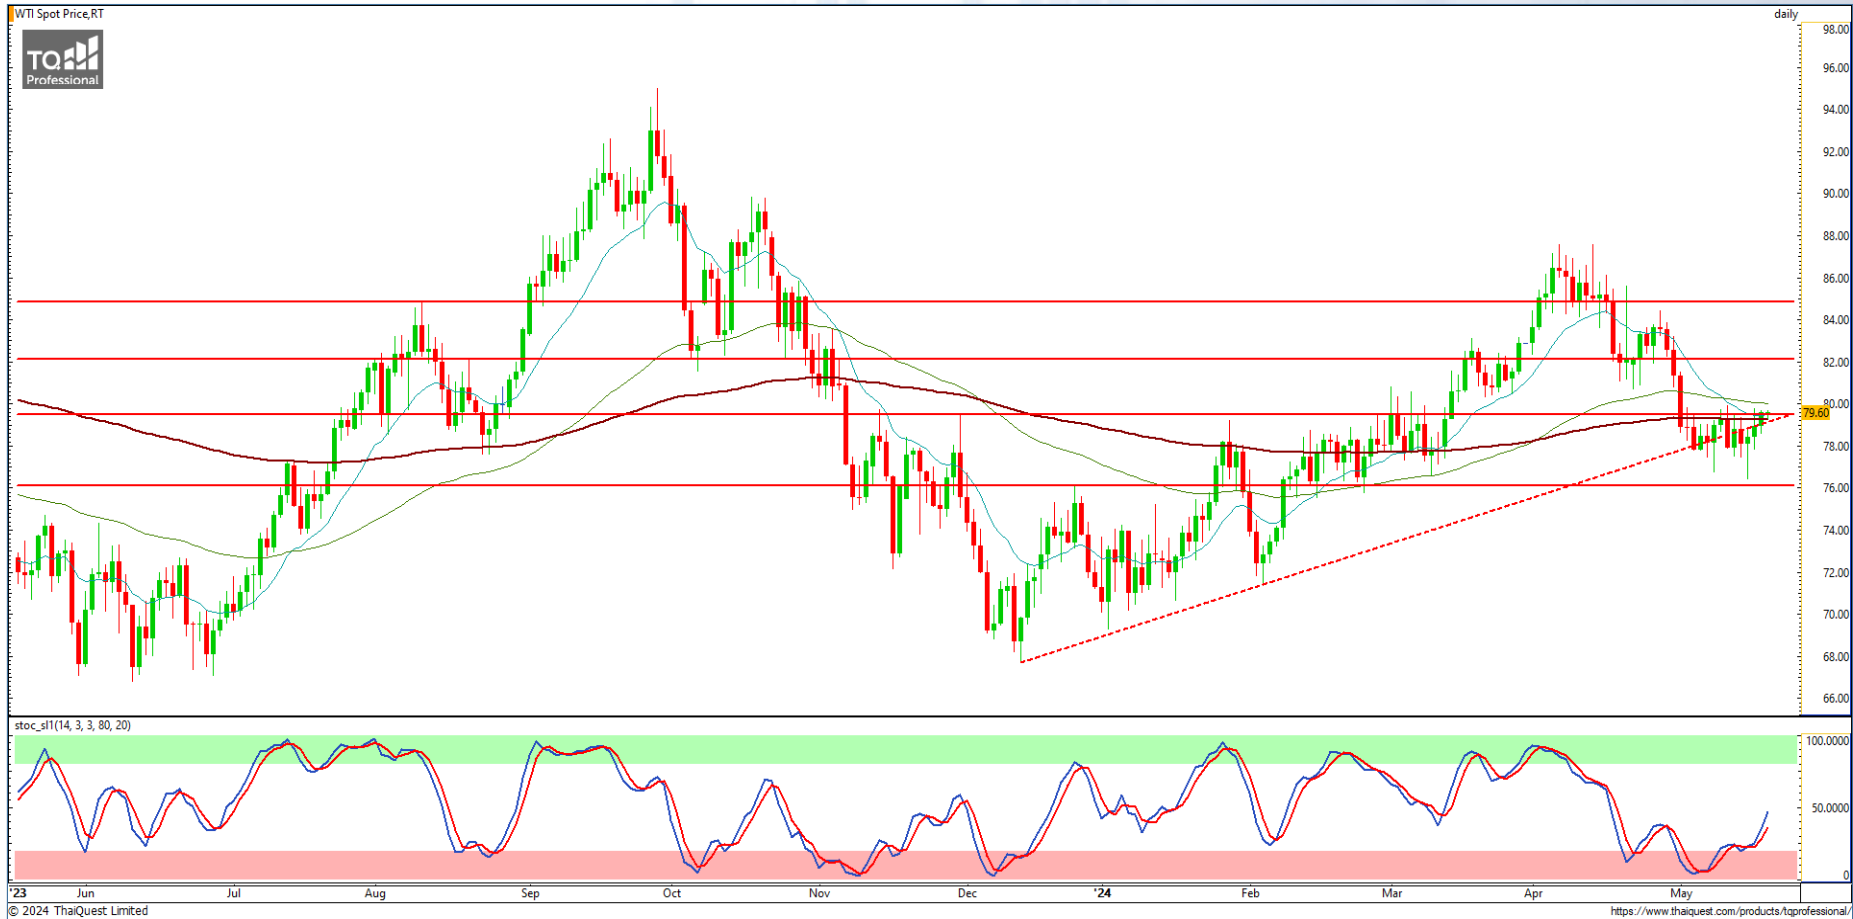 WTI Spot Price,RT
daily
TQ
Professional
98.00
96.00
94.00
92.00
90.00
88.00
86.00
84.00
82.00
80.00
79.60
78.00
76.00
74.00
72.00
70.00
68.00
66.00
stoc_sl1(14, 3, 3, 80, 20)
100.0000
50.0000
0
'23 Jun Jul Aug Sep Oct Nov Dec '24 Feb Mar Apr May
© 2024 ThaiQuest Limited
https://www.thaiquest.com/products/tqprofessional/